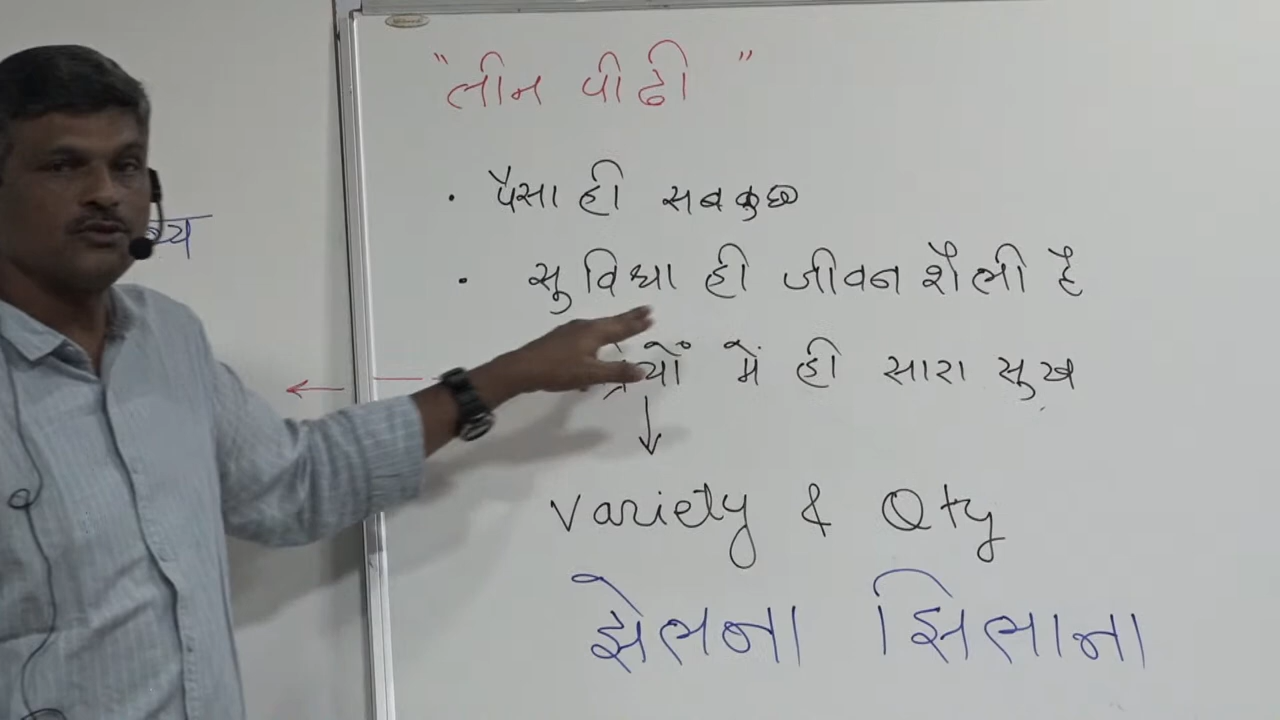 "तीन पीढी"
· पैसा ही सबकुछ
· सुविधा ही जीवन शैली है
में ही सारा सुख
↓
Variety & Qty
झेलना झिलाना